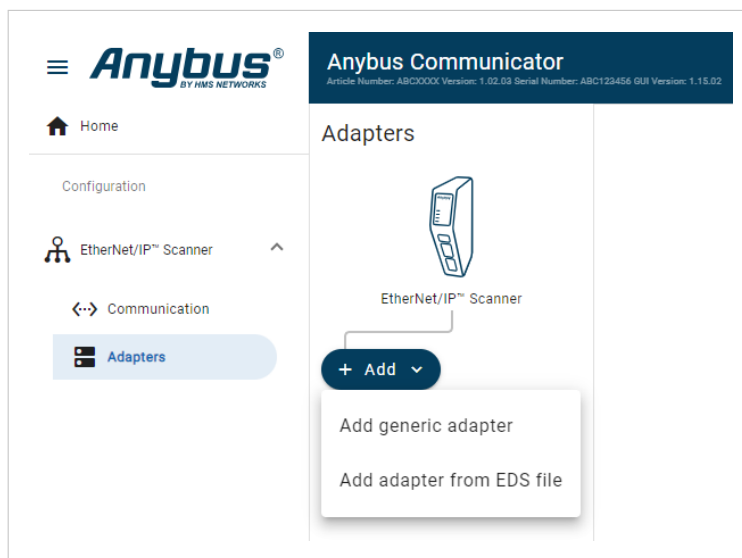 Anybus®
BY HMS NETWORKS
Anybus Communicator
Article Number: ABCXXXX Version: 1.02.03 Serial Number: ABC123456 GUI Version: 1.15.02
Home
Adapters
Configuration
EtherNet/IP™ Scanner
EtherNet/IP™ Scanner
Communication
Adapters
+ Add
Add generic adapter
Add adapter from EDS file